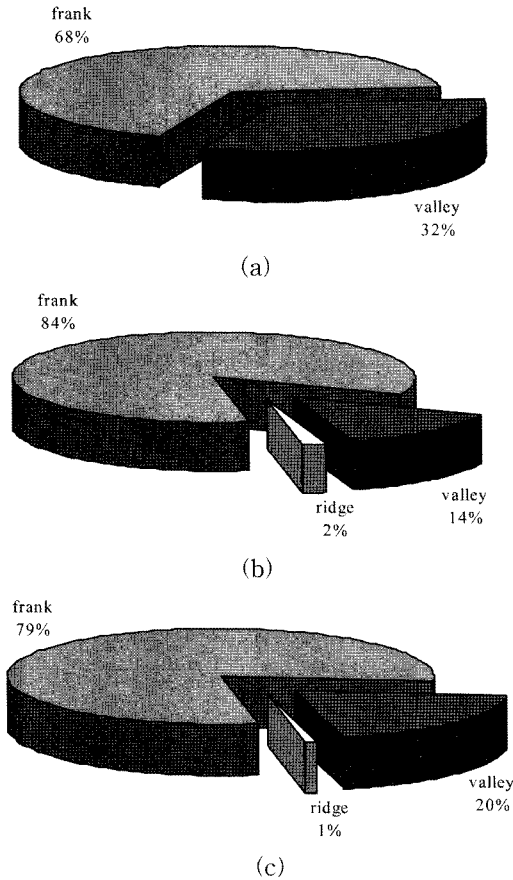 frank
68%
valley
32%
(a)
frank
84%
ridge
2%
valley
14%
(b)
frank
79%
ridge
1%
valley
20%
(c)